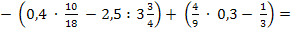 − (0,4 · 10/18 − 2,5 : 3 3/4) + (4/9 · 0,3 − 1/3) =